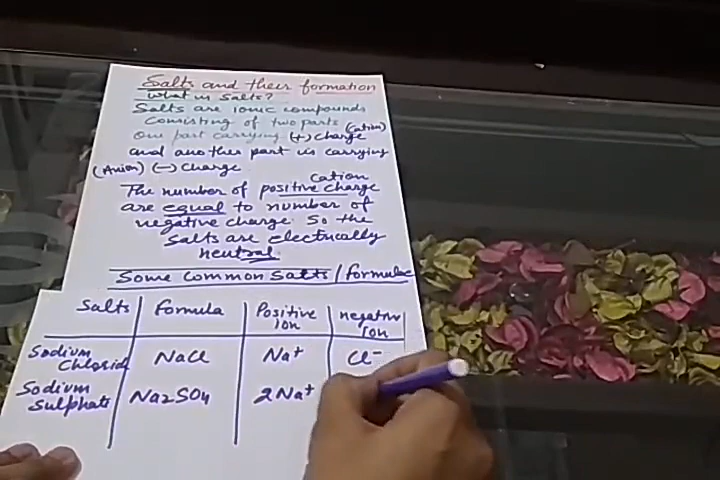 Salts and their formation
What is Salts?
Salts are ionic compounds
consisting of two parts
One part carrying (+) charge (Cation)
and another part is carrying
(Anion) (-) charge
cation
The number of positive charge
are equal to number of
negative charge. So the
Salts are electrically
neutral.
Some common salts / formulae
Salts Formula Positive ion negative ion
Sodium Chloride NaCl Na⁺ Cl⁻
Sodium Sulphate Na2SO4 2Na⁺